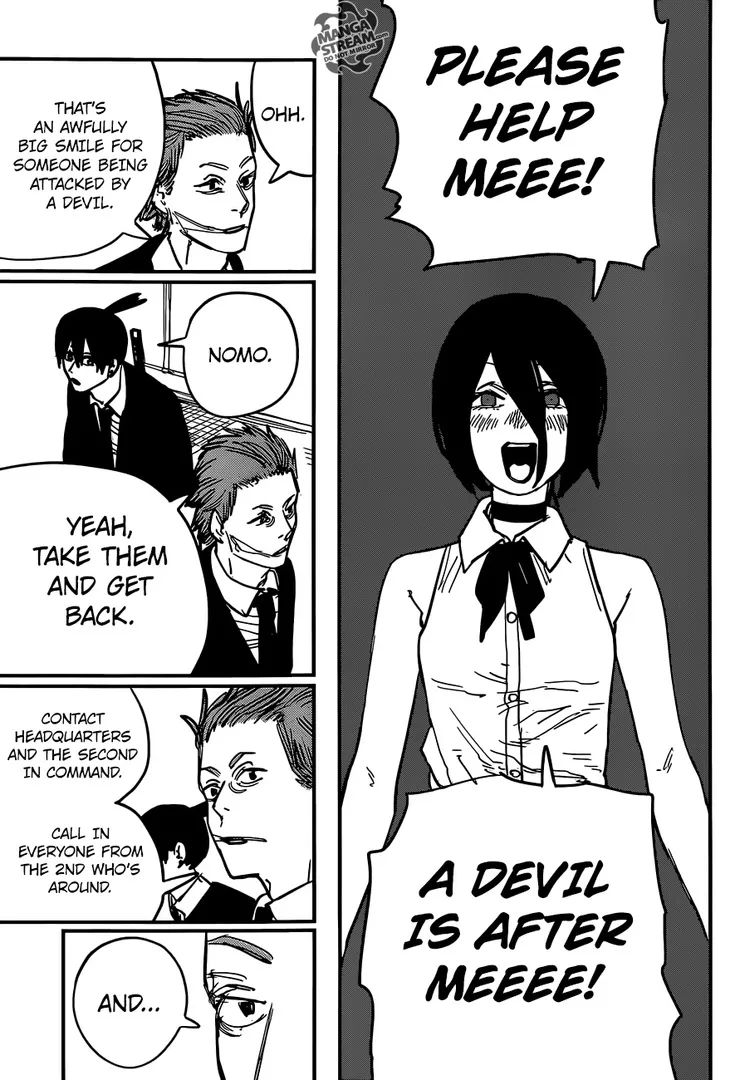 MANGA
STREAM
DO NOT MIRROR
PLEASE
HELP
MEEE!
A DEVIL
IS AFTER
MEEEE!
OHH.
THAT'S
AN AWFULLY
BIG SMILE FOR
SOMEONE BEING
ATTACKED BY
A DEVIL.
NOMO.
YEAH,
TAKE THEM
AND GET
BACK.
CONTACT
HEADQUARTERS
AND THE SECOND
IN COMMAND.
CALL IN
EVERYONE FROM
THE 2ND WHO'S
AROUND.
AND...